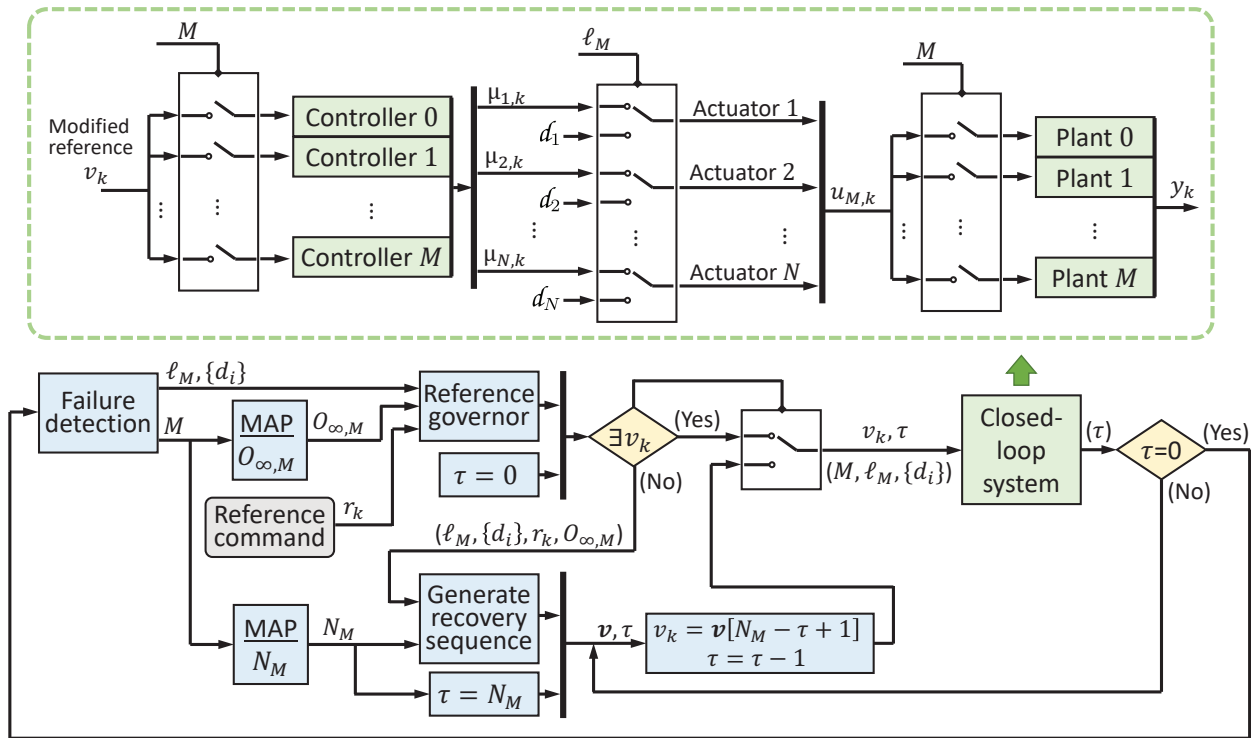 M
ℓ_M
M
Modified
reference
v_k
Controller 0
Controller 1
⋮
⋮
⋮
Controller M
μ_{1,k}
d_1
μ_{2,k}
d_2
⋮
μ_{N,k}
d_N
⋮
Actuator 1
Actuator 2
⋮
Actuator N
u_{M,k}
⋮
⋮
Plant 0
Plant 1
⋮
Plant M
y_k
Failure
detection
ℓ_M, {d_i}
M
MAP
O_{∞,M}
O_{∞,M}
Reference
command
r_k
Reference
governor
τ = 0
∃v_k
(Yes)
(No)
v_k, τ
(M, ℓ_M, {d_i})
Closed-
loop
system
(τ)
τ=0
(Yes)
(No)
(ℓ_M, {d_i}, r_k, O_{∞,M})
MAP
N_M
N_M
Generate
recovery
sequence
τ = N_M
v, τ
v_k = v[N_M − τ + 1]
τ = τ − 1